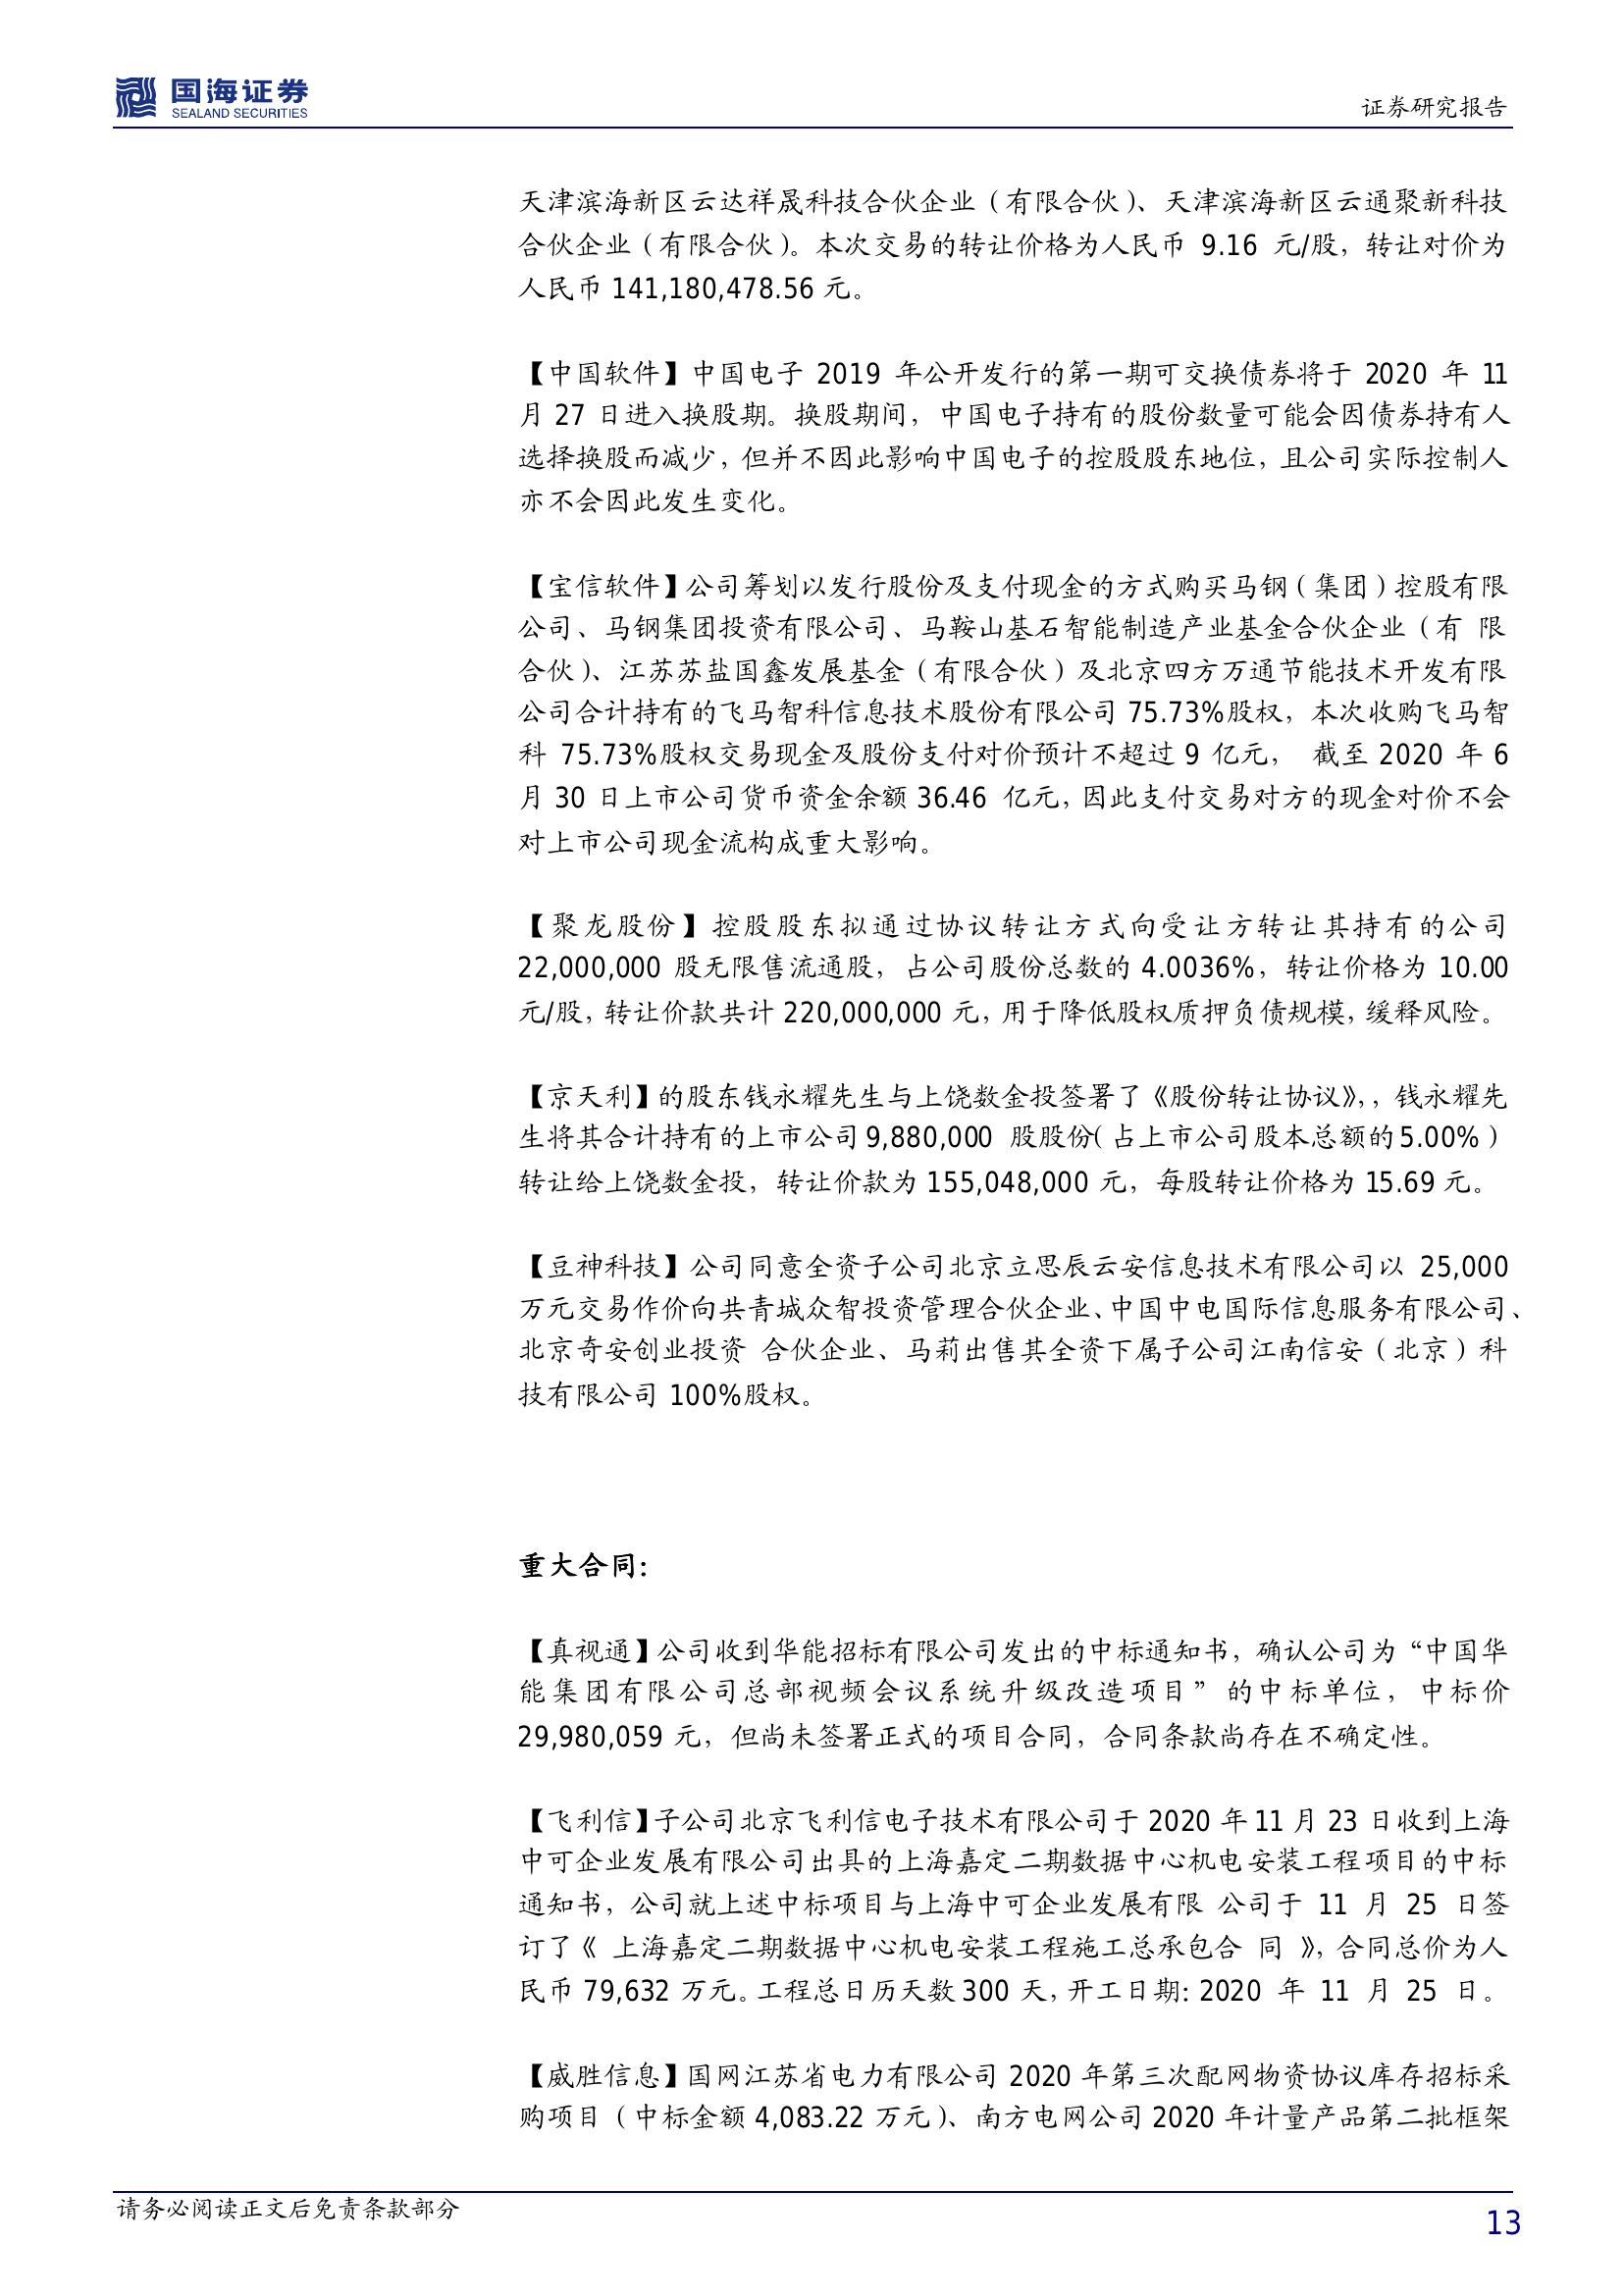 国海证券
SEALAND SECURITIES
证券研究报告
天津滨海新区云达祥晟科技合伙企业（有限合伙）、天津滨海新区云通聚新科技
合伙企业（有限合伙）。本次交易的转让价格为人民币 9.16 元/股，转让对价为
人民币 141,180,478.56 元。
【中国软件】中国电子 2019 年公开发行的第一期可交换债券将于 2020 年 11
月 27 日进入换股期。换股期间，中国电子持有的股份数量可能会因债券持有人
选择换股而减少，但并不因此影响中国电子的控股股东地位，且公司实际控制人
亦不会因此发生变化。
【宝信软件】公司筹划以发行股份及支付现金的方式购买马钢（集团）控股有限
公司、马钢集团投资有限公司、马鞍山基石智能制造产业基金合伙企业（有 限
合伙）、江苏苏盐国鑫发展基金（有限合伙）及北京四方万通节能技术开发有限
公司合计持有的飞马智科信息技术股份有限公司 75.73%股权，本次收购飞马智
科 75.73%股权交易现金及股份支付对价预计不超过 9 亿元， 截至 2020 年 6
月 30 日上市公司货币资金余额 36.46 亿元，因此支付交易对方的现金对价不会
对上市公司现金流构成重大影响。
【聚龙股份】控股股东拟通过协议转让方式向受让方转让其持有的公司
22,000,000 股无限售流通股，占公司股份总数的 4.0036%，转让价格为 10.00
元/股，转让价款共计 220,000,000 元，用于降低股权质押负债规模，缓释风险。
【京天利】的股东钱永耀先生与上饶数金投签署了《股份转让协议》，，钱永耀先
生将其合计持有的上市公司 9,880,000 股股份（占上市公司股本总额的 5.00%）
转让给上饶数金投，转让价款为 155,048,000 元，每股转让价格为 15.69 元。
【豆神科技】公司同意全资子公司北京立思辰云安信息技术有限公司以 25,000
万元交易作价向共青城众智投资管理合伙企业、中国中电国际信息服务有限公司、
北京奇安创业投资 合伙企业、马莉出售其全资下属子公司江南信安（北京）科
技有限公司 100%股权。
重大合同：
【真视通】公司收到华能招标有限公司发出的中标通知书，确认公司为“中国华
能集团有限公司总部视频会议系统升级改造项目”的中标单位，中标价
29,980,059 元，但尚未签署正式的项目合同，合同条款尚存在不确定性。
【飞利信】子公司北京飞利信电子技术有限公司于 2020 年 11 月 23 日收到上海
中可企业发展有限公司出具的上海嘉定二期数据中心机电安装工程项目的中标
通知书，公司就上述中标项目与上海中可企业发展有限 公司于 11 月 25 日签
订了《 上海嘉定二期数据中心机电安装工程施工总承包合 同 》，合同总价为人
民币 79,632 万元。工程总日历天数 300 天，开工日期：2020 年 11 月 25 日。
【威胜信息】国网江苏省电力有限公司 2020 年第三次配网物资协议库存招标采
购项目（中标金额 4,083.22 万元）、南方电网公司 2020 年计量产品第二批框架
请务必阅读正文后免责条款部分
13